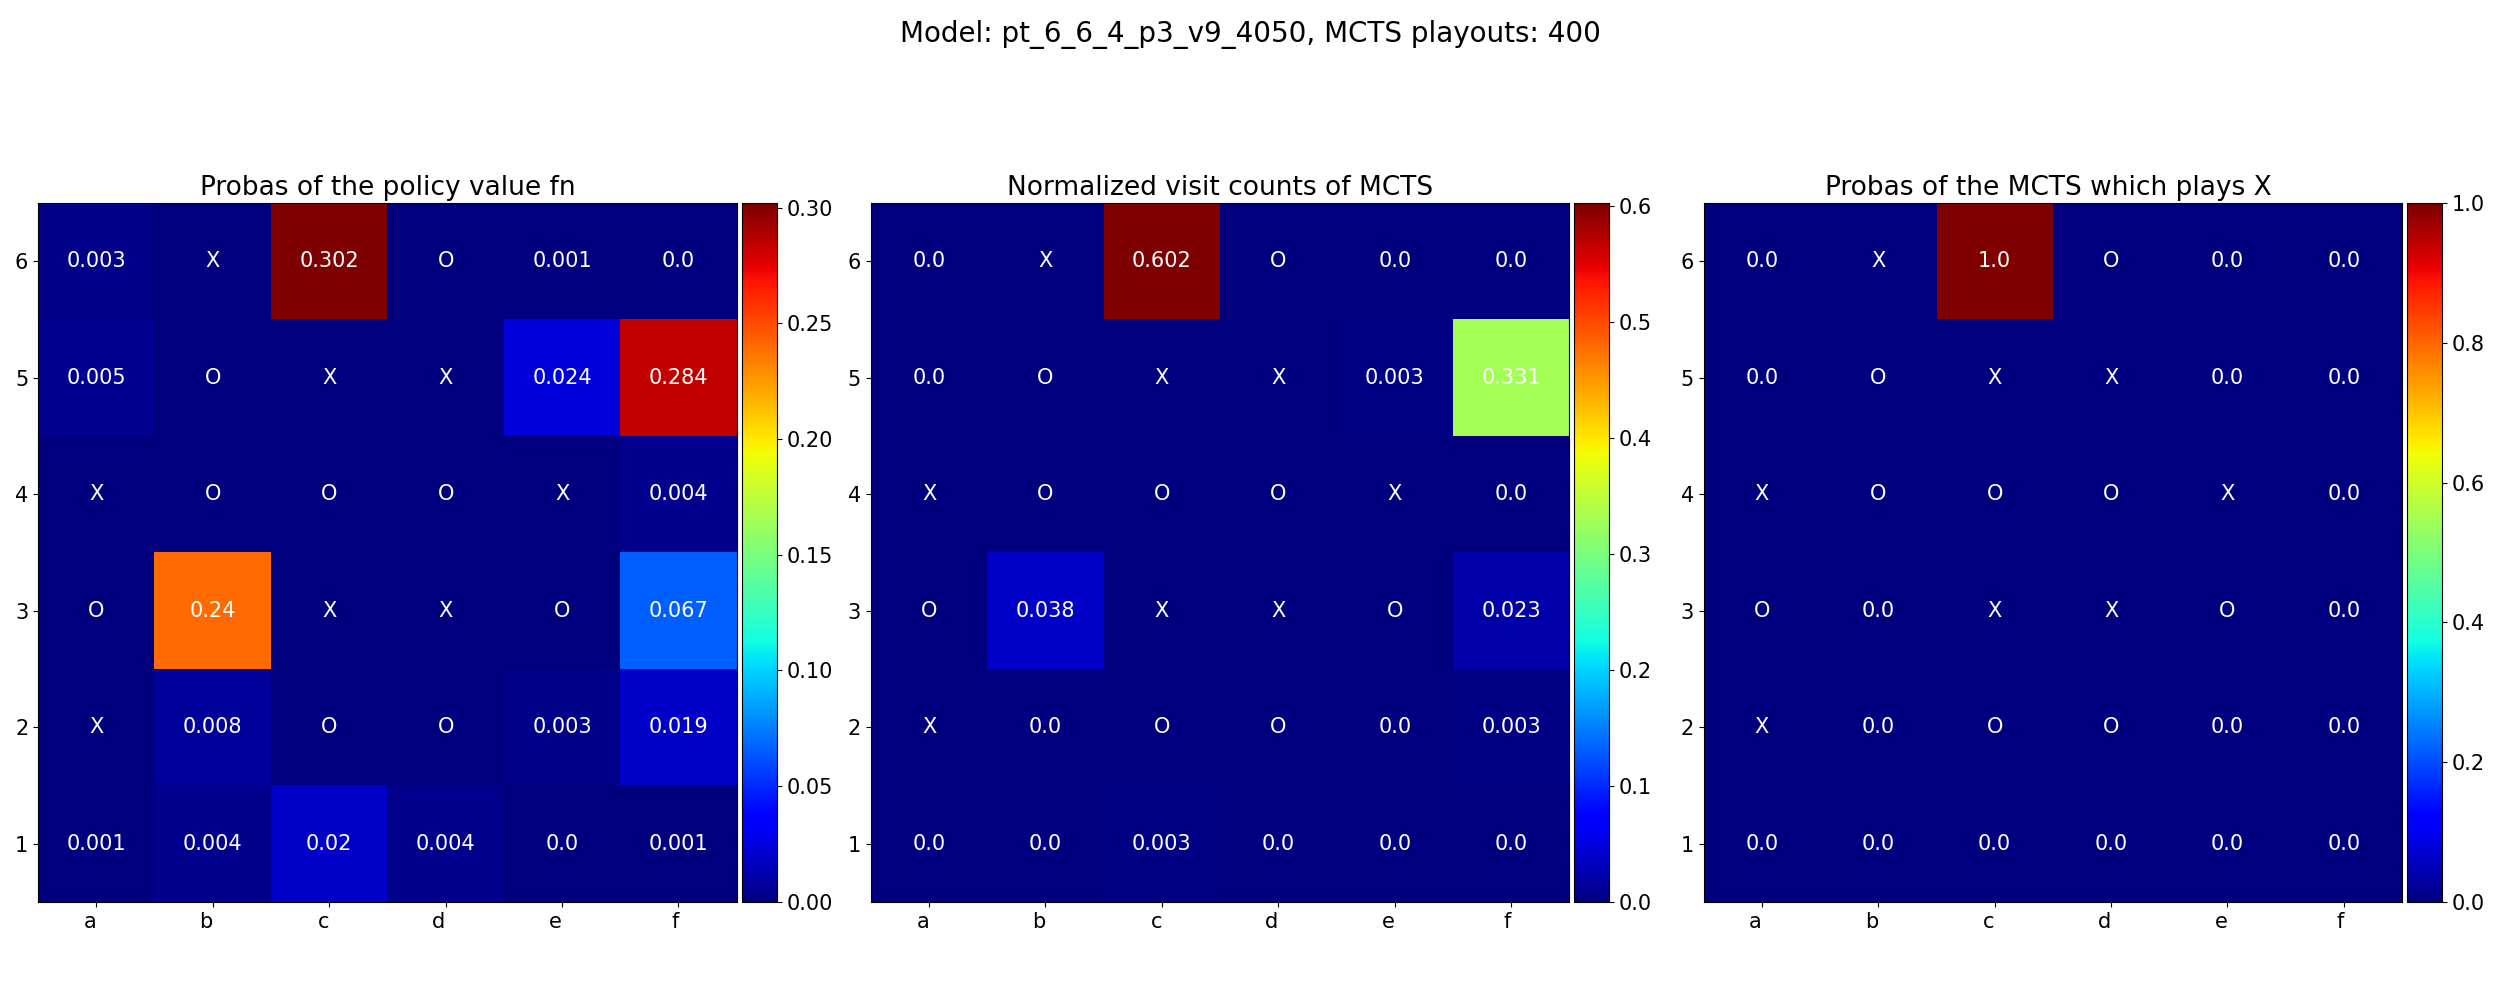 Model: pt_6_6_4_p3_v9_4050, MCTS playouts: 400
Probas of the policy value fn
6 0.003 X 0.302 O 0.001 0.0
5 0.005 O X X 0.024 0.284
4 X O O O X 0.004
3 O 0.24 X X O 0.067
2 X 0.008 O O 0.003 0.019
1 0.001 0.004 0.02 0.004 0.0 0.001
a b c d e f
0.30
0.25
0.20
0.15
0.10
0.05
0.00
Normalized visit counts of MCTS
6 0.0 X 0.602 O 0.0 0.0
5 0.0 O X X 0.003 0.331
4 X O O O X 0.0
3 O 0.038 X X O 0.023
2 X 0.0 O O 0.0 0.003
1 0.0 0.0 0.003 0.0 0.0 0.0
a b c d e f
0.6
0.5
0.4
0.3
0.2
0.1
0.0
Probas of the MCTS which plays X
6 0.0 X 1.0 O 0.0 0.0
5 0.0 O X X 0.0 0.0
4 X O O O X 0.0
3 O 0.0 X X O 0.0
2 X 0.0 O O 0.0 0.0
1 0.0 0.0 0.0 0.0 0.0 0.0
a b c d e f
1.0
0.8
0.6
0.4
0.2
0.0